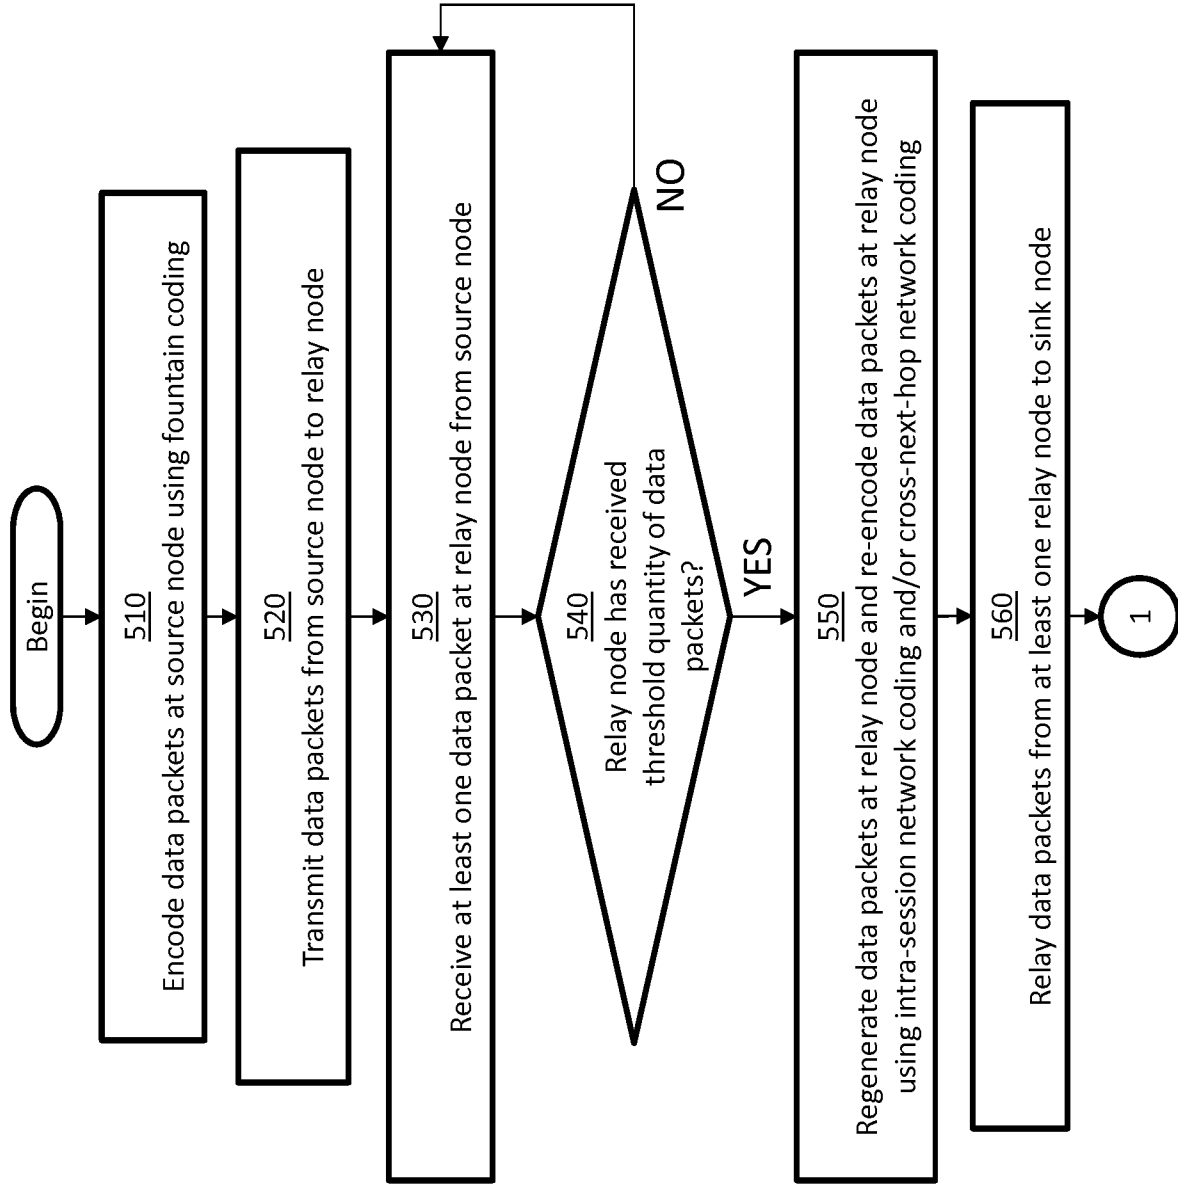 Begin
510
Encode data packets at source node using fountain coding
520
Transmit data packets from source node to relay node
530
Receive at least one data packet at relay node from source node
540
Relay node has received
threshold quantity of data
packets?
NO
YES
550
Regenerate data packets at relay node and re-encode data packets at relay node
using intra-session network coding and/or cross-next-hop network coding
560
Relay data packets from at least one relay node to sink node
1